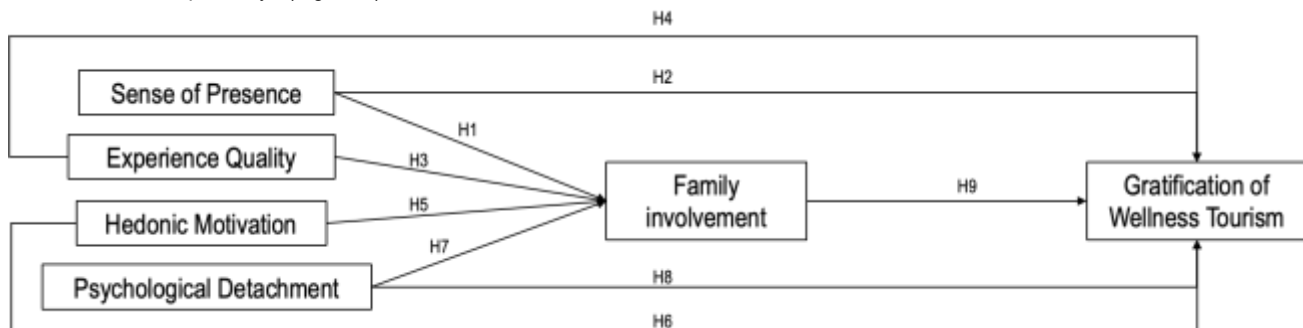 H4
H2
Sense of Presence
H1
Experience Quality
H3
Family
involvement
H9
Gratification of
Wellness Tourism
Hedonic Motivation
H5
H7
Psychological Detachment
H8
H6